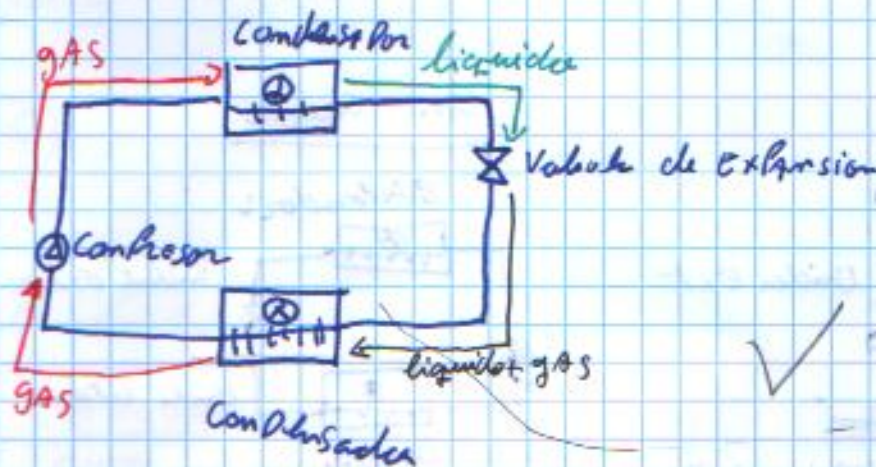 gAS
Condensador
liquido
Valvula de Expansion
Compresor
liquido + gAS
gAS
Condensador